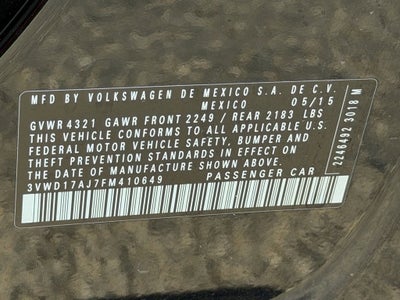 MFD BY VOLKSWAGEN DE MEXICO S.A. DE C.V.
MEXICO 05/15
GVWR 4321 GAWR FRONT 2249 / REAR 2183 LBS
THIS VEHICLE CONFORMS TO ALL APPLICABLE U.S.
FEDERAL MOTOR VEHICLE SAFETY, BUMPER AND
THEFT PREVENTION STANDARDS IN EFFECT ON
THE DATE OF MANUFACTURE SHOWN ABOVE.
3VWD17AJ7FM410649 PASSENGER CAR
2246492 3018 M